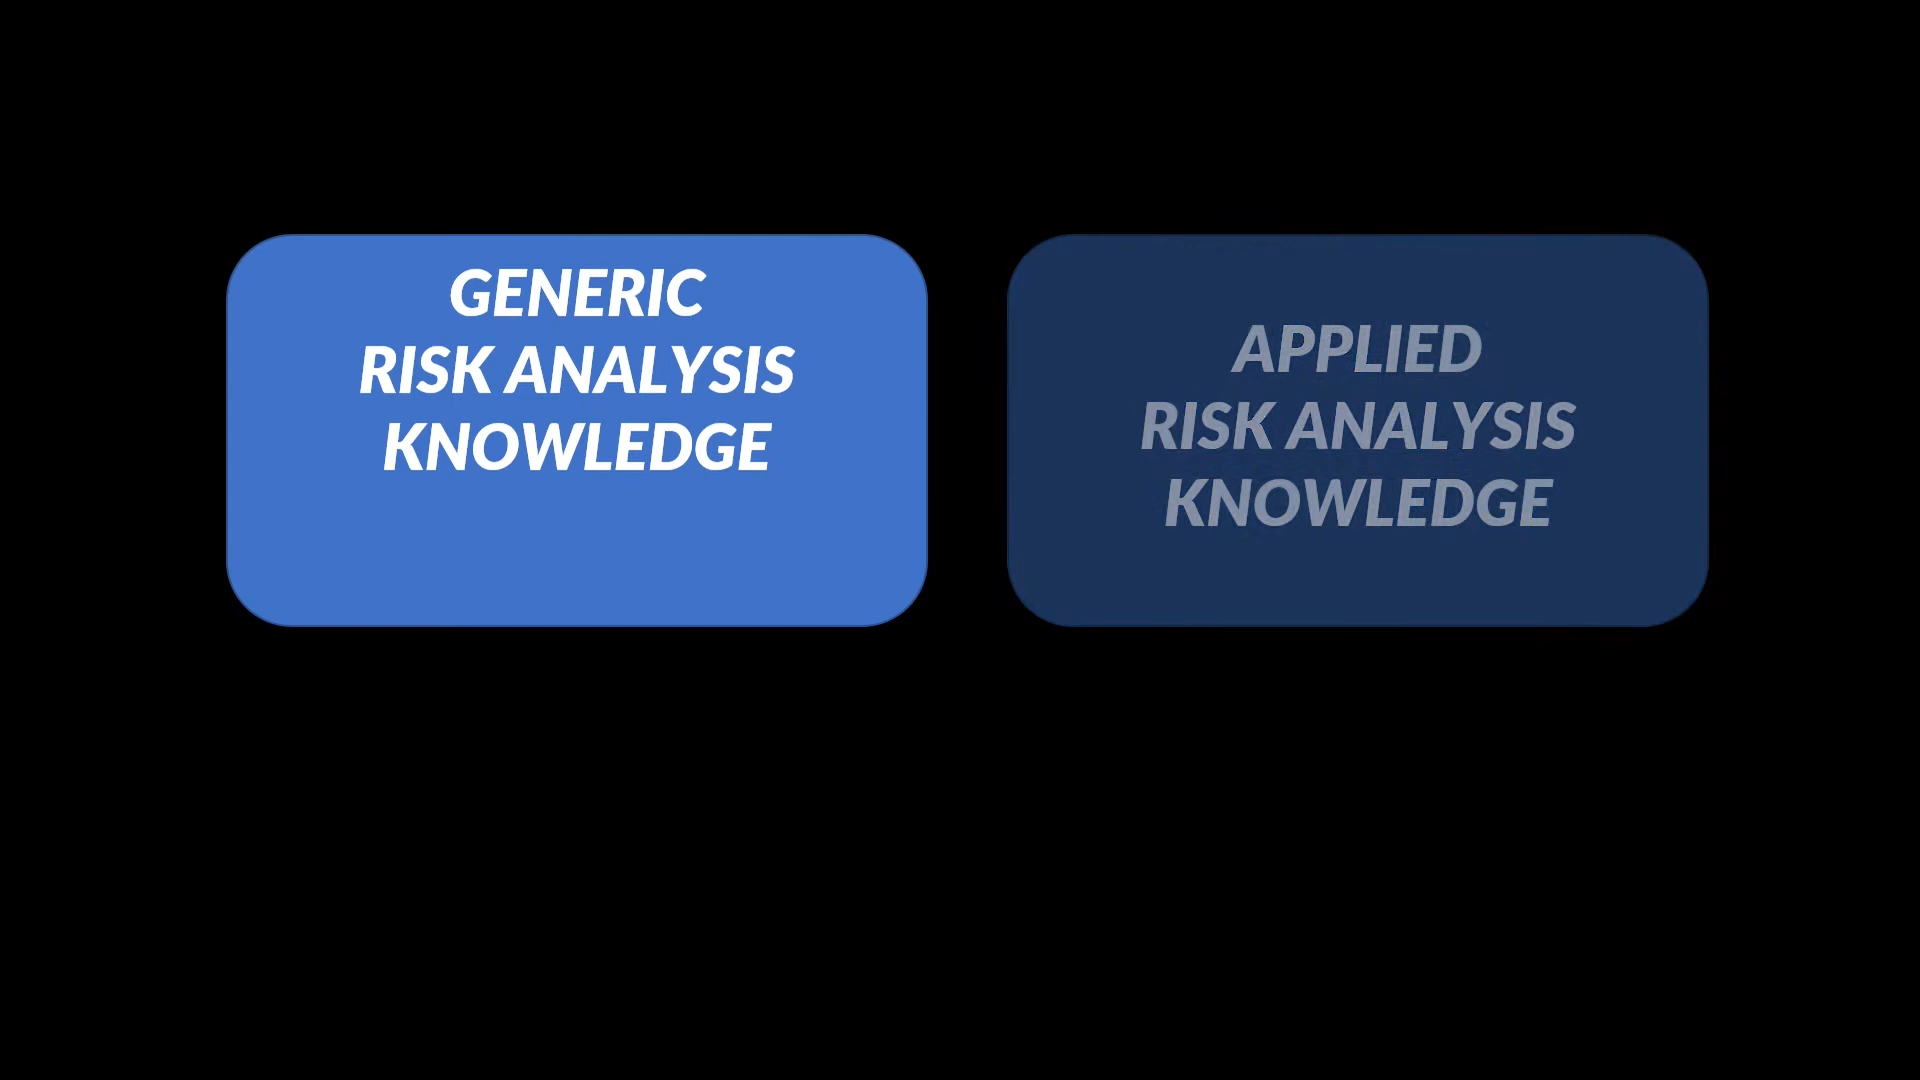 GENERIC
RISK ANALYSIS
KNOWLEDGE
APPLIED
RISK ANALYSIS
KNOWLEDGE